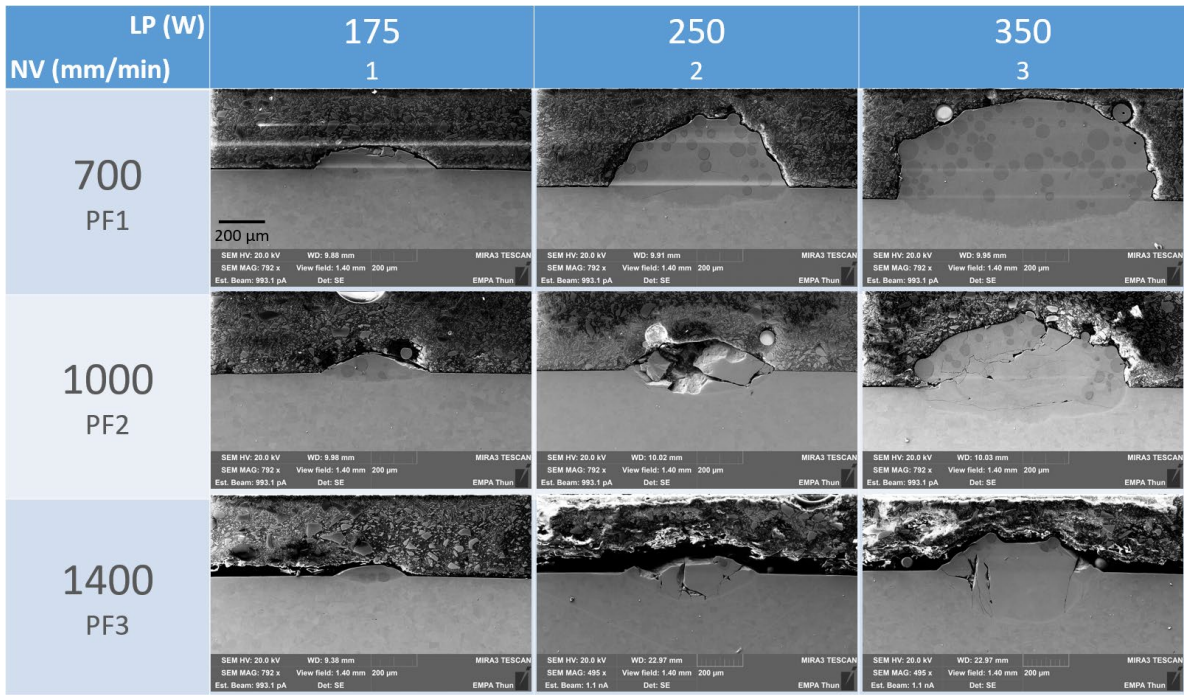 LP (W)
175
250
350
NV (mm/min)
1
2
3
700
PF1
200 µm
SEM HV: 20.0 kV WD: 9.88 mm MIRA3 TESCAN
SEM MAG: 792 x View field: 1.40 mm 200 µm
Est. Beam: 993.1 pA Det: SE EMPA Thun
SEM HV: 20.0 kV WD: 9.91 mm MIRA3 TESCAN
SEM MAG: 792 x View field: 1.40 mm 200 µm
Est. Beam: 993.1 pA Det: SE EMPA Thun
SEM HV: 20.0 kV WD: 9.95 mm MIRA3 TESCAN
SEM MAG: 792 x View field: 1.40 mm 200 µm
Est. Beam: 993.1 pA Det: SE EMPA Thun
1000
PF2
SEM HV: 20.0 kV WD: 9.98 mm MIRA3 TESCAN
SEM MAG: 792 x View field: 1.40 mm 200 µm
Est. Beam: 993.1 pA Det: SE EMPA Thun
SEM HV: 20.0 kV WD: 10.02 mm MIRA3 TESCAN
SEM MAG: 792 x View field: 1.40 mm 200 µm
Est. Beam: 993.1 pA Det: SE EMPA Thun
SEM HV: 20.0 kV WD: 10.03 mm MIRA3 TESCAN
SEM MAG: 792 x View field: 1.40 mm 200 µm
Est. Beam: 993.1 pA Det: SE EMPA Thun
1400
PF3
SEM HV: 20.0 kV WD: 9.38 mm MIRA3 TESCAN
SEM MAG: 792 x View field: 1.40 mm 200 µm
Est. Beam: 993.1 pA Det: SE EMPA Thun
SEM HV: 20.0 kV WD: 22.97 mm MIRA3 TESCAN
SEM MAG: 495 x View field: 1.40 mm 200 µm
Est. Beam: 1.1 nA Det: SE EMPA Thun
SEM HV: 20.0 kV WD: 22.97 mm MIRA3 TESCAN
SEM MAG: 495 x View field: 1.40 mm 200 µm
Est. Beam: 1.1 nA Det: SE EMPA Thun